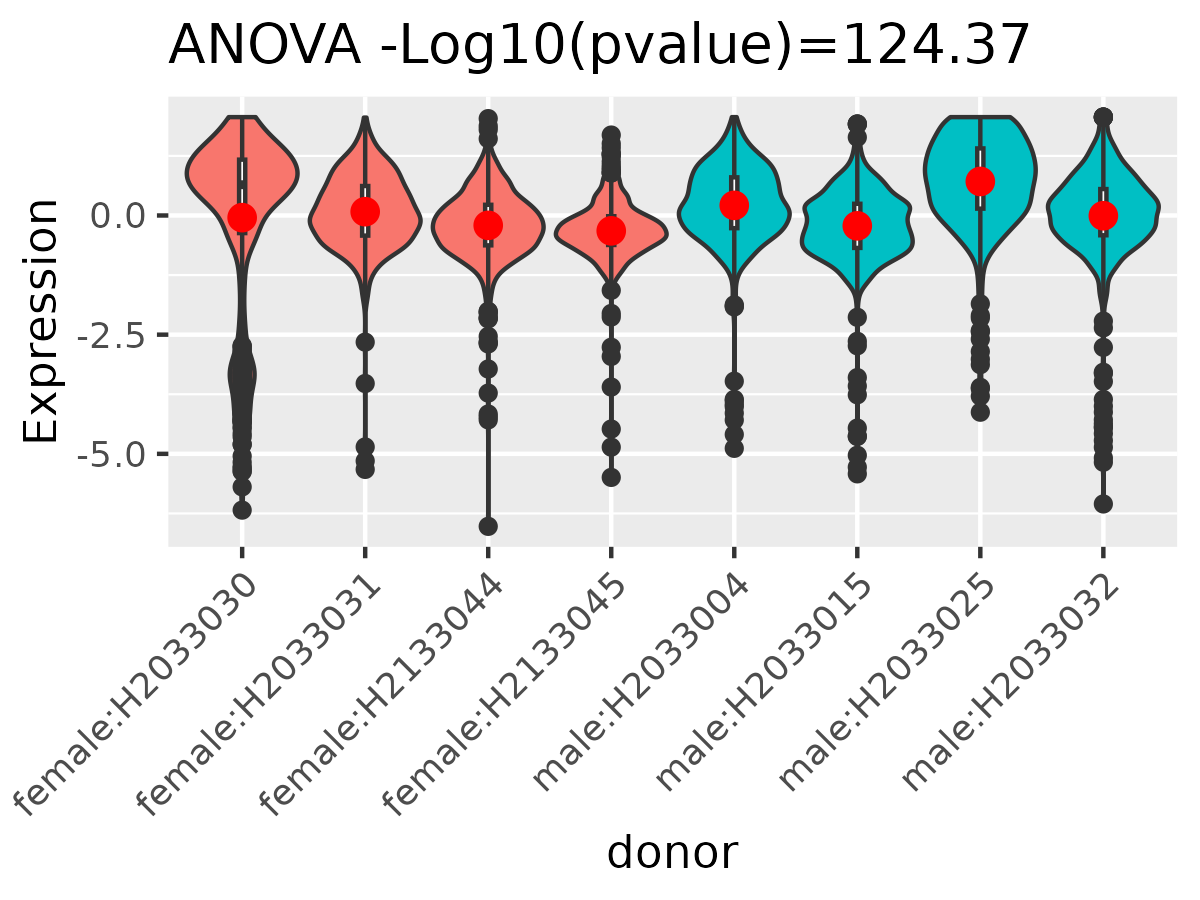 ANOVA -Log10(pvalue)=124.37
Expression
0.0
-2.5
-5.0
female:H2033030
female:H2033031
female:H2133044
female:H2133045
male:H2033004
male:H2033015
male:H2033025
male:H2033032
donor